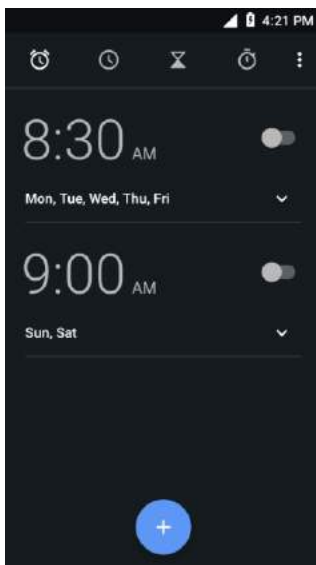 4:21 PM
8:30 AM
Mon, Tue, Wed, Thu, Fri
9:00 AM
Sun, Sat